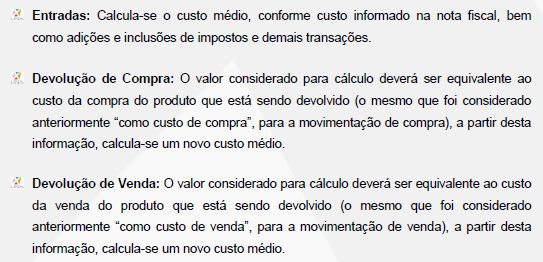 Entradas: Calcula-se o custo médio, conforme custo informado na nota fiscal, bem
como adições e inclusões de impostos e demais transações.
Devolução de Compra: O valor considerado para cálculo deverá ser equivalente ao
custo da compra do produto que está sendo devolvido (o mesmo que foi considerado
anteriormente “como custo de compra”, para a movimentação de compra), a partir desta
informação, calcula-se um novo custo médio.
Devolução de Venda: O valor considerado para cálculo deverá ser equivalente ao custo
da venda do produto que está sendo devolvido (o mesmo que foi considerado
anteriormente “como custo de venda”, para a movimentação de venda), a partir desta
informação, calcula-se um novo custo médio.